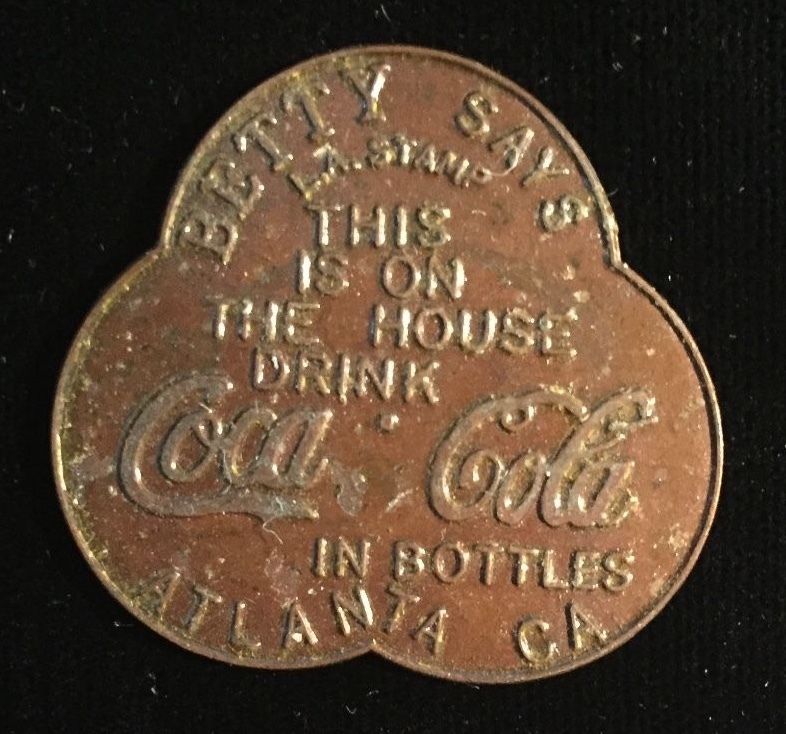 BETTY SAYS
L.A. STAMP
THIS
IS ON
THE HOUSE
DRINK
Coca Cola
IN BOTTLES
ATLANTA GA